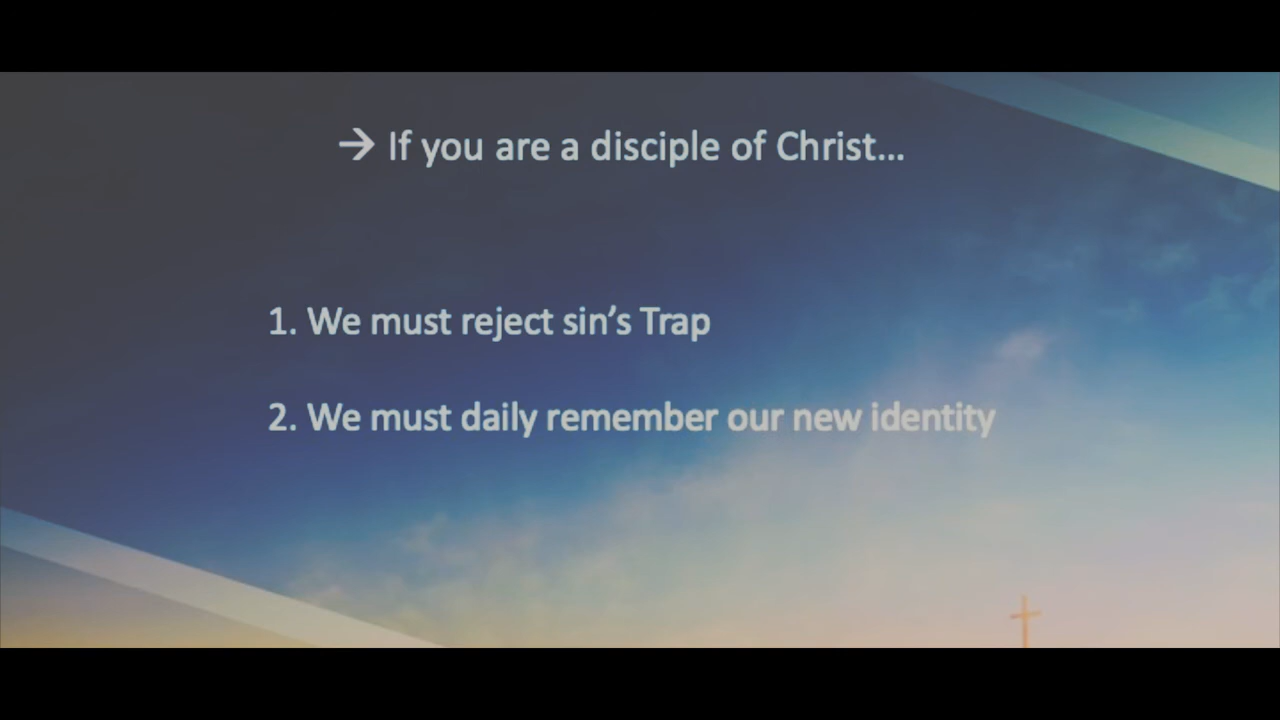 → If you are a disciple of Christ...
1. We must reject sin’s Trap
2. We must daily remember our new identity